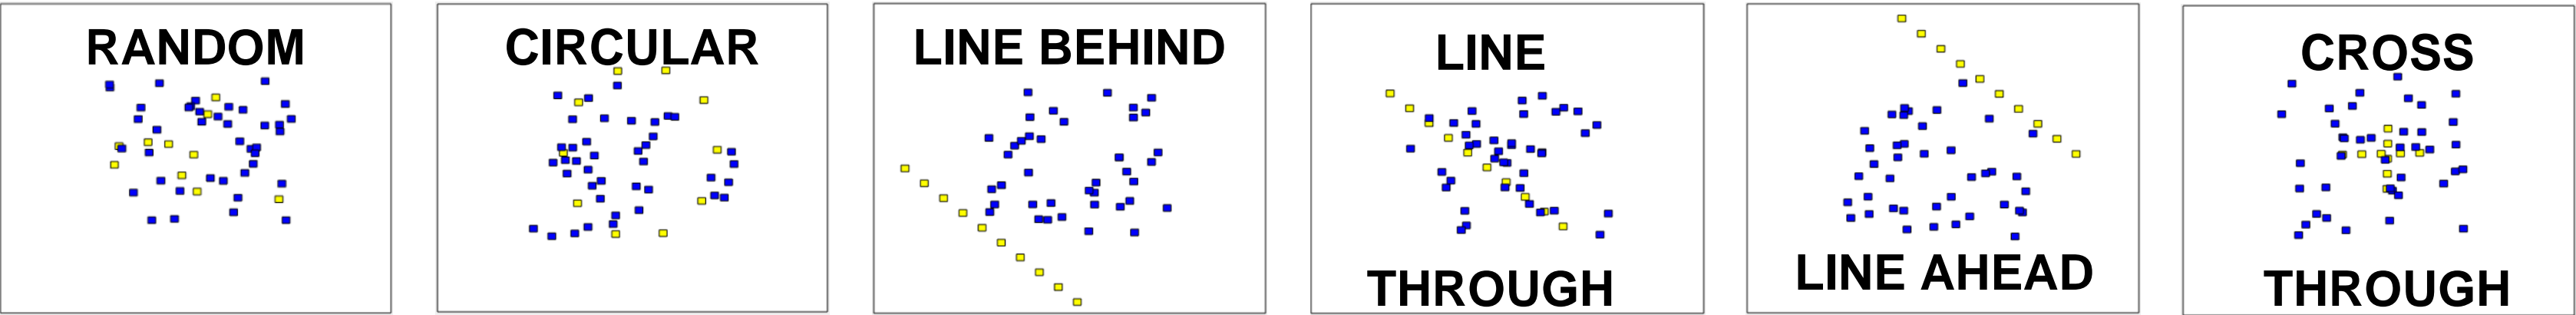 RANDOM
CIRCULAR
LINE BEHIND
LINE
THROUGH
LINE AHEAD
CROSS
THROUGH